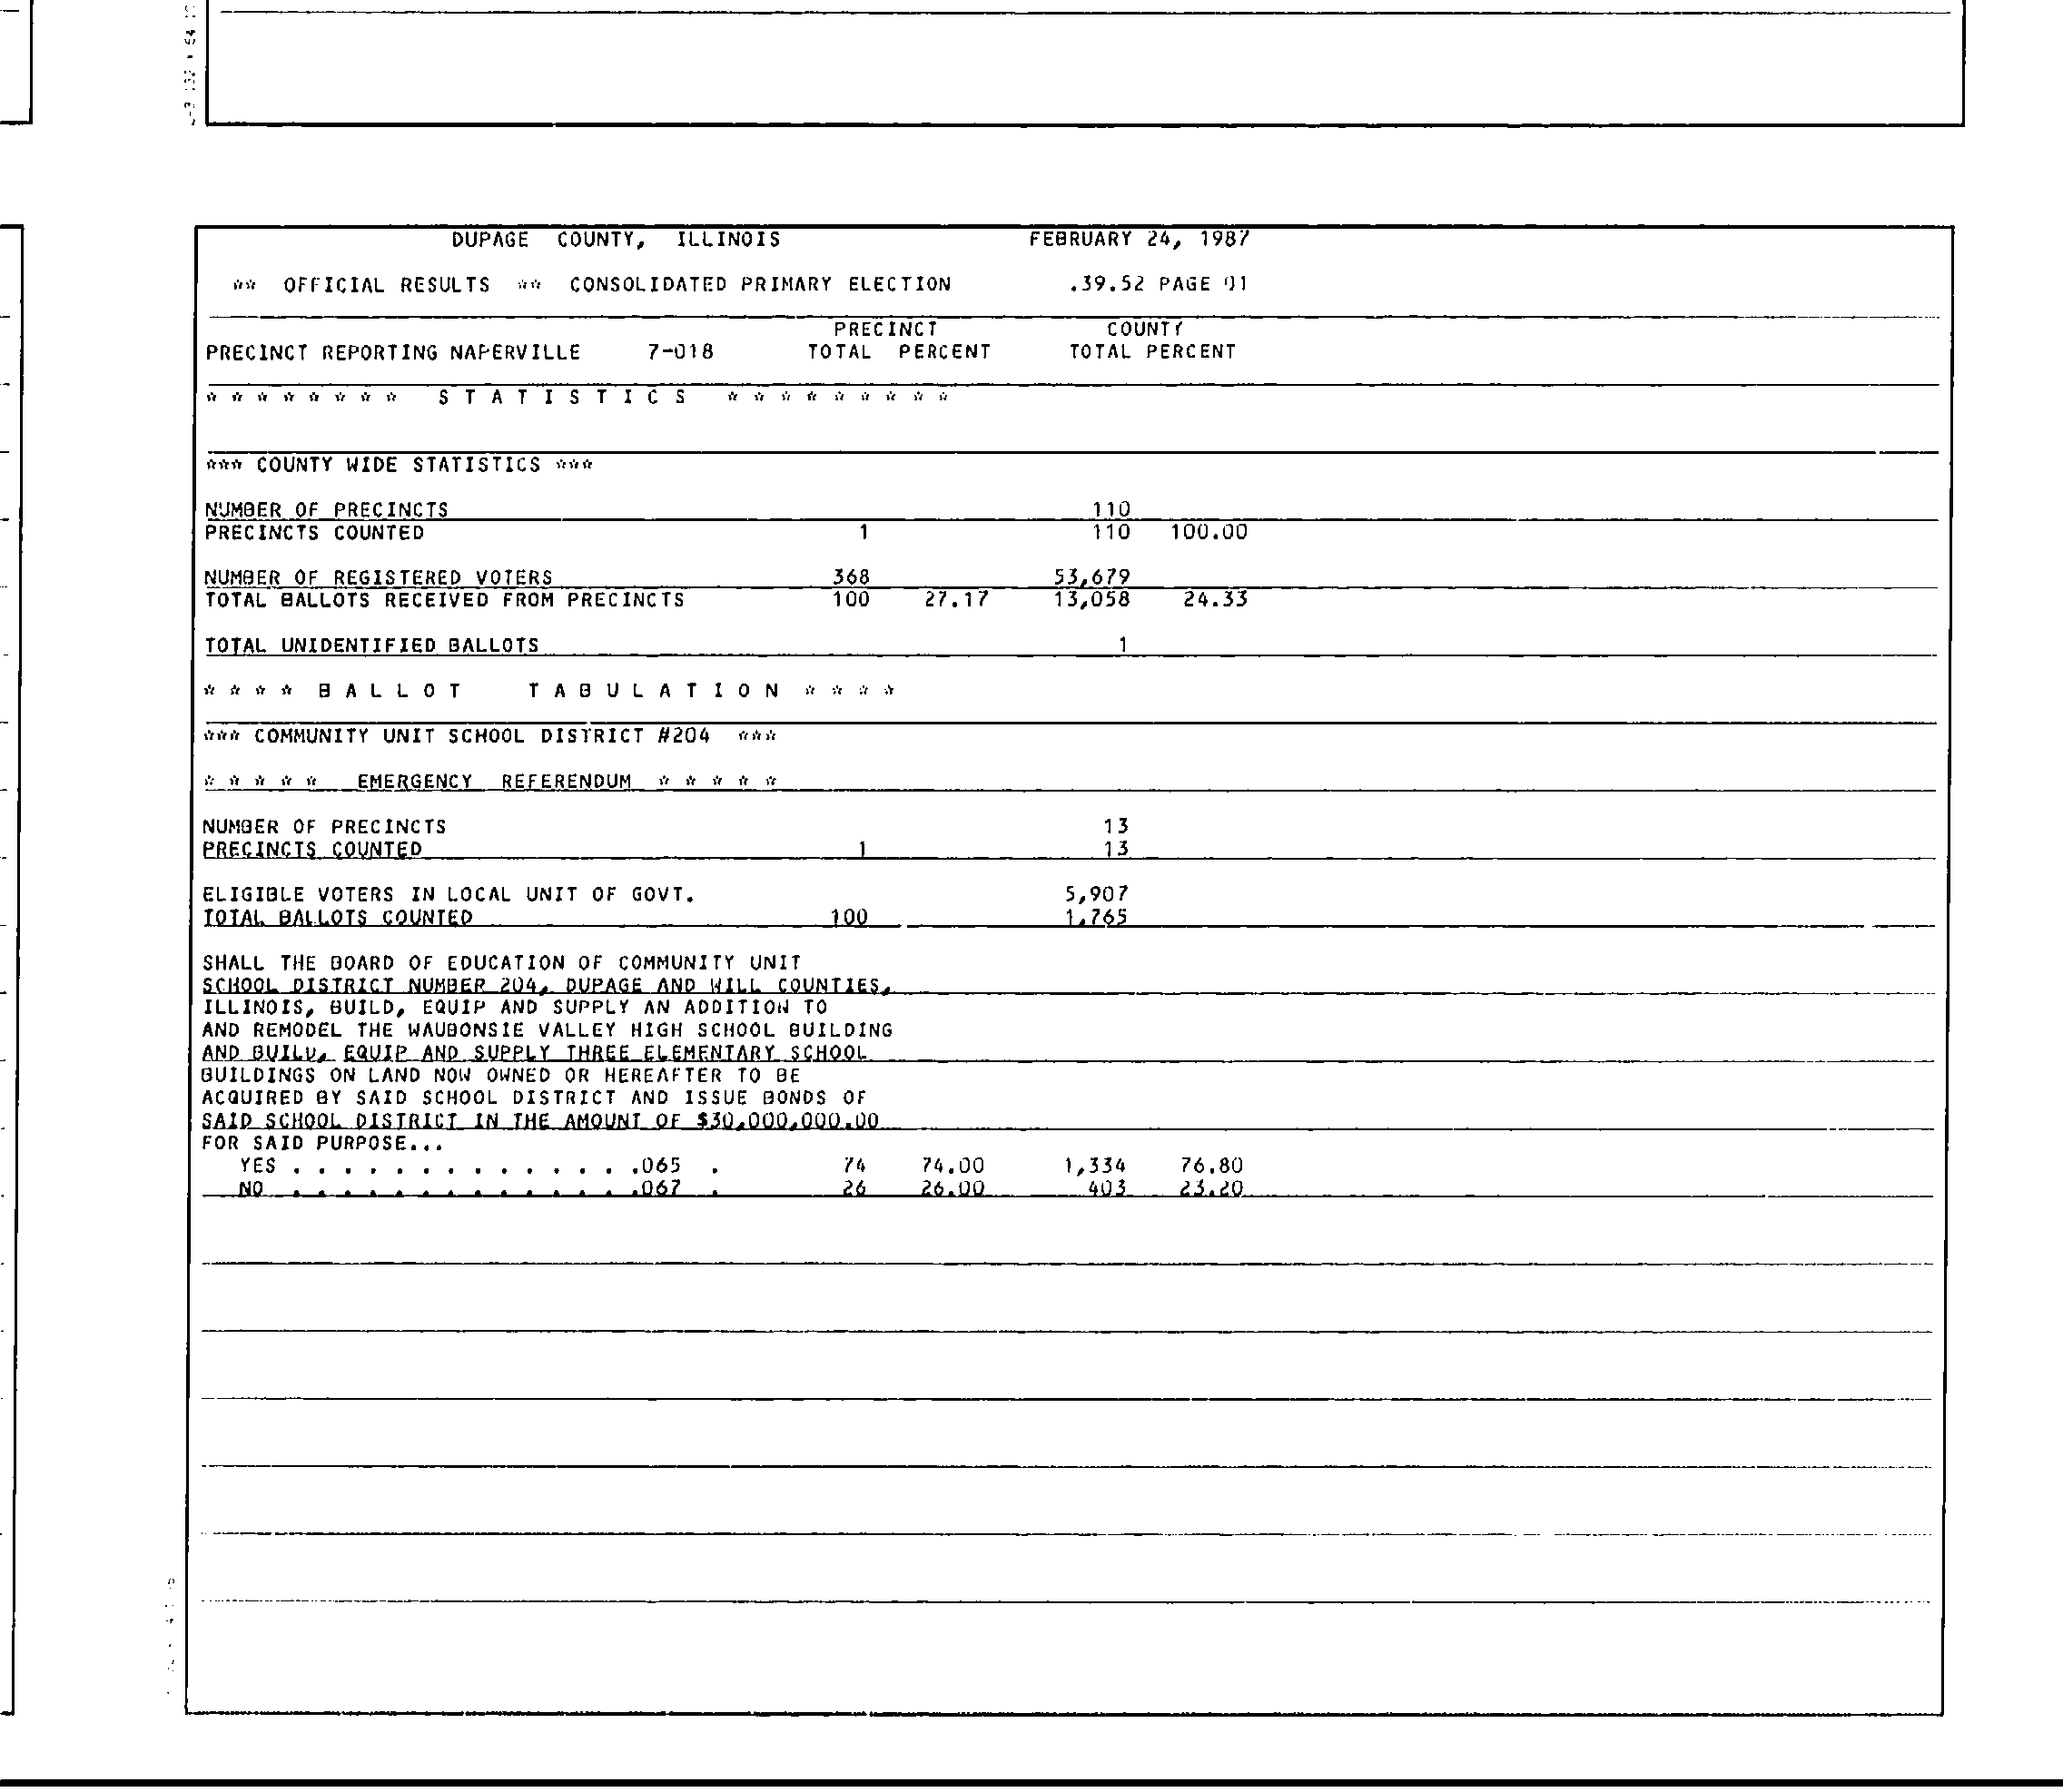 DUPAGE COUNTY, ILLINOIS FEBRUARY 24, 1987
** OFFICIAL RESULTS ** CONSOLIDATED PRIMARY ELECTION .39.52 PAGE 01
PRECINCT COUNTY
PRECINCT REPORTING NAPERVILLE 7-018 TOTAL PERCENT TOTAL PERCENT
* * * * * * * * S T A T I S T I C S * * * * * * * * *
*** COUNTY WIDE STATISTICS ***
NUMBER OF PRECINCTS 110
PRECINCTS COUNTED 1 110 100.00
NUMBER OF REGISTERED VOTERS 368 53,679
TOTAL BALLOTS RECEIVED FROM PRECINCTS 100 27.17 13,058 24.33
TOTAL UNIDENTIFIED BALLOTS 1
* * * * B A L L O T T A B U L A T I O N * * * *
*** COMMUNITY UNIT SCHOOL DISTRICT #204 ***
* * * * * EMERGENCY REFERENDUM * * * * *
NUMBER OF PRECINCTS 13
PRECINCTS COUNTED 1 13
ELIGIBLE VOTERS IN LOCAL UNIT OF GOVT. 5,907
TOTAL BALLOTS COUNTED 100 1,765
SHALL THE BOARD OF EDUCATION OF COMMUNITY UNIT
SCHOOL DISTRICT NUMBER 204, DUPAGE AND WILL COUNTIES,
ILLINOIS, BUILD, EQUIP AND SUPPLY AN ADDITION TO
AND REMODEL THE WAUBONSIE VALLEY HIGH SCHOOL BUILDING
AND BUILD, EQUIP AND SUPPLY THREE ELEMENTARY SCHOOL
BUILDINGS ON LAND NOW OWNED OR HEREAFTER TO BE
ACQUIRED BY SAID SCHOOL DISTRICT AND ISSUE BONDS OF
SAID SCHOOL DISTRICT IN THE AMOUNT OF $30,000,000.00
FOR SAID PURPOSE...
YES . . . . . . . . . . . . . .065 . 74 74.00 1,334 76.80
NO . . . . . . . . . . . . . .067 . 26 26.00 403 23.20